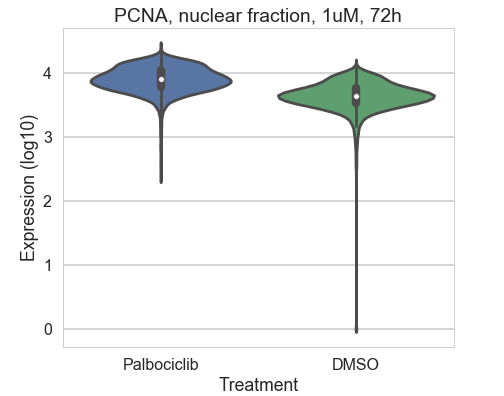 PCNA, nuclear fraction, 1uM, 72h
4
3
2
1
0
Expression (log10)
Palbociclib DMSO
Treatment